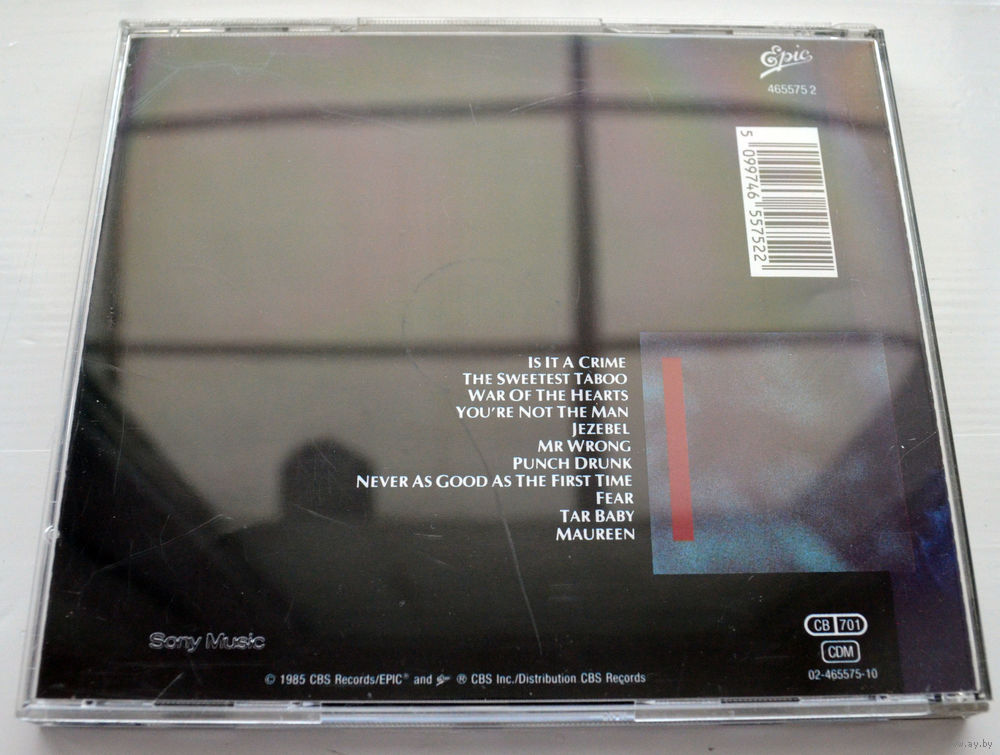 Epic
465575 2
5 099746 557522
IS IT A CRIME
THE SWEETEST TABOO
WAR OF THE HEARTS
YOU'RE NOT THE MAN
JEZEBEL
MR WRONG
PUNCH DRUNK
NEVER AS GOOD AS THE FIRST TIME
FEAR
TAR BABY
MAUREEN
CB 701
CDM
02-465575-10
Sony Music
© 1985 CBS Records/EPIC® and ® CBS Inc./Distribution CBS Records